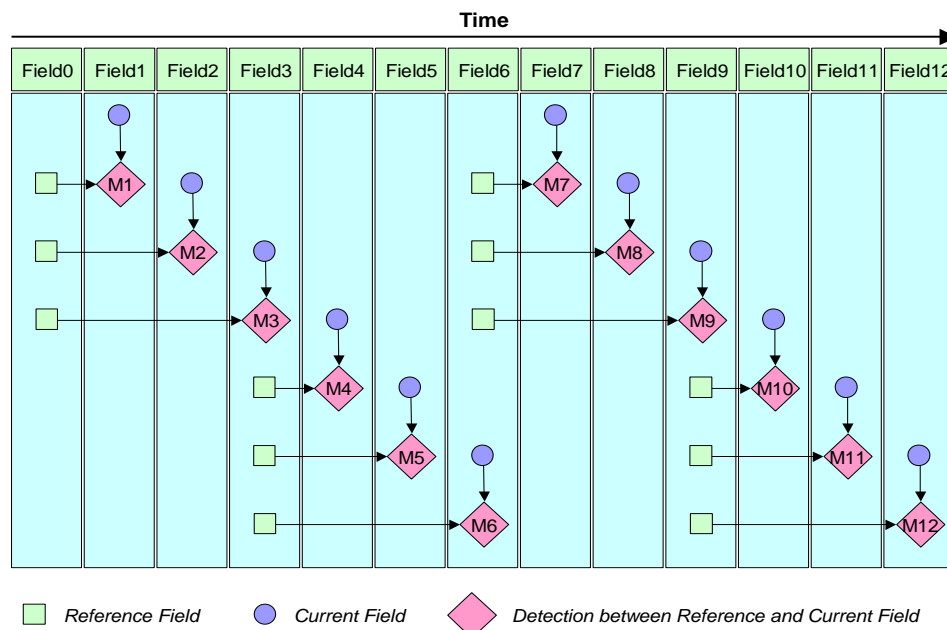 Time
Field0 Field1 Field2 Field3 Field4 Field5 Field6 Field7 Field8 Field9 Field10 Field11 Field12
M1 M7
M2 M8
M3 M9
M4 M10
M5 M11
M6 M12
Reference Field Current Field Detection between Reference and Current Field